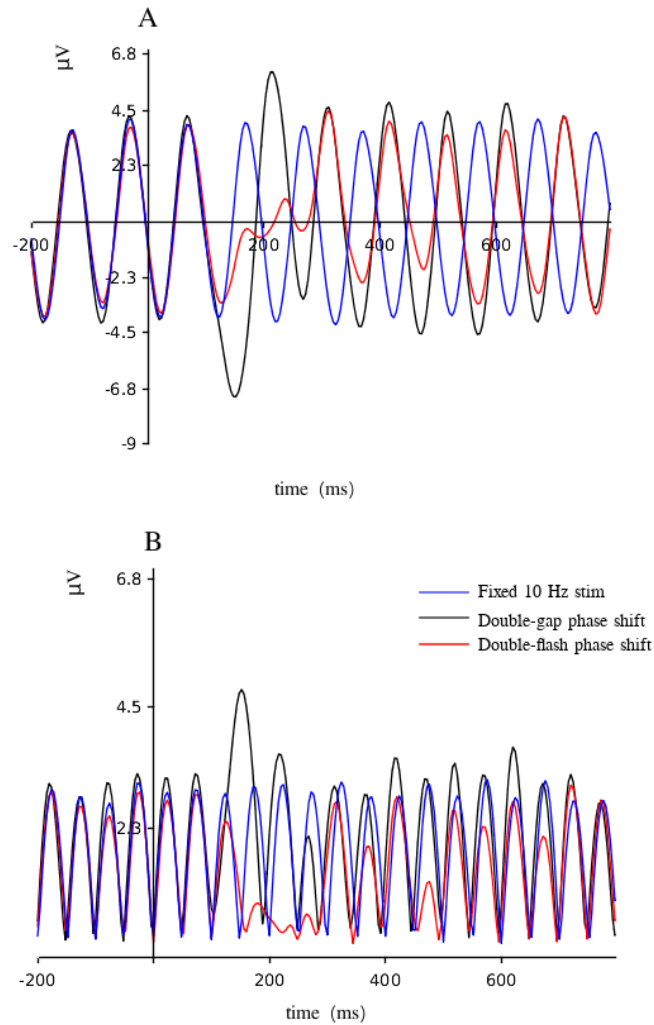 A
μV
6.8
4.5
2.3
-200
200
400
600
-2.3
-4.5
-6.8
-9
time (ms)
B
μV
6.8
Fixed 10 Hz stim
Double-gap phase shift
Double-flash phase shift
4.5
2.3
-200
200
400
600
time (ms)